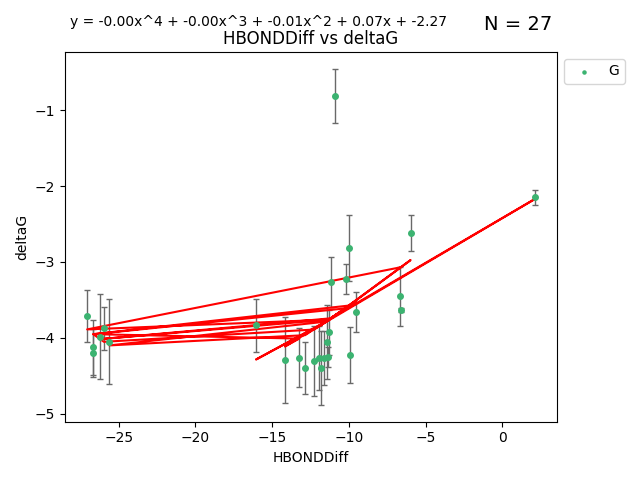 y = -0.00x^4 + -0.00x^3 + -0.01x^2 + 0.07x + -2.27
N = 27
HBONDDiff vs deltaG
G
−1
−2
−3
−4
−5
deltaG
−25 −20 −15 −10 −5 0
HBONDDiff